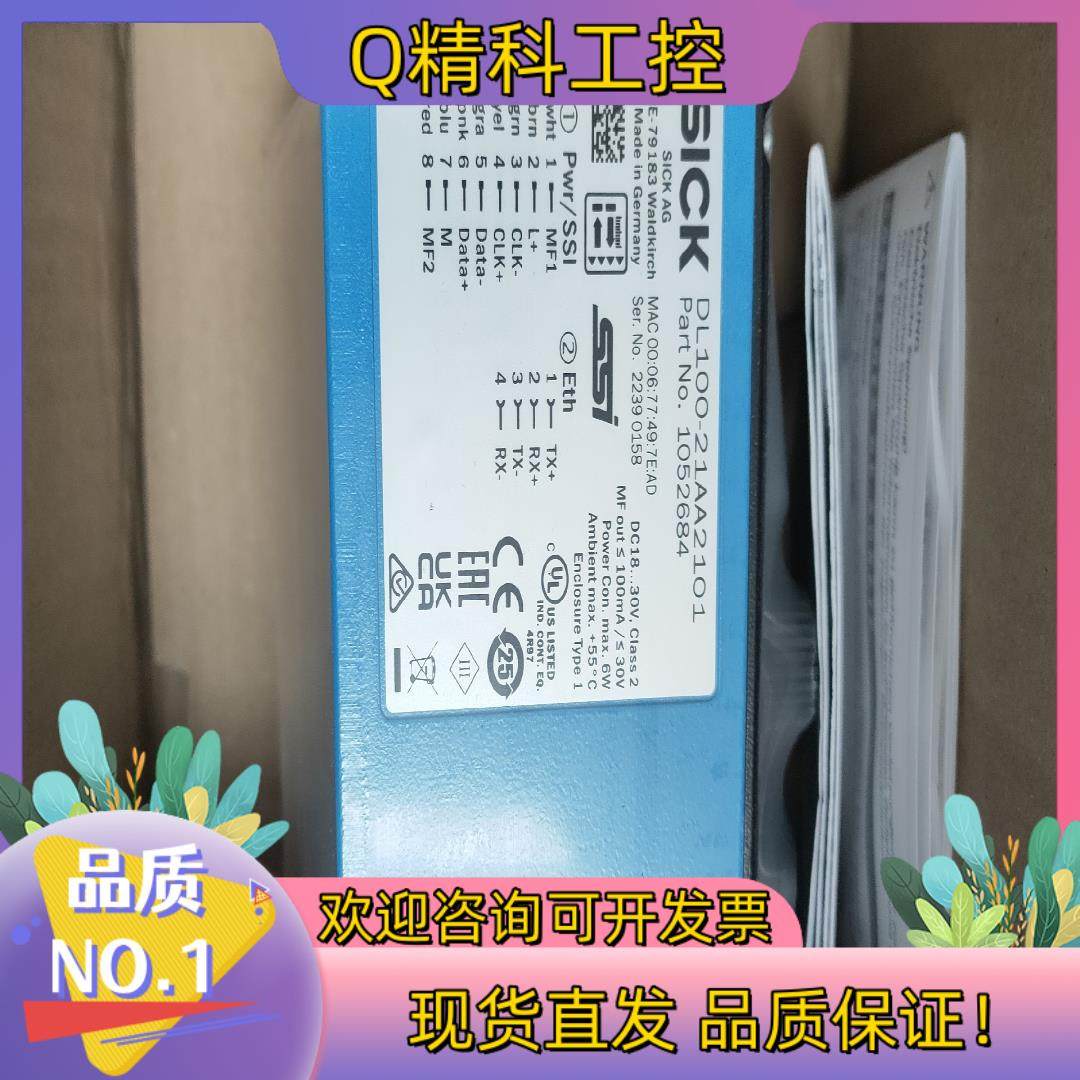 Q精科工控
SICK
DL100-21AA2101
Part No. 1052684
SICK AG
E-79183 Waldkirch
Made in Germany
MAC 00:06:77:49:7E:AD
Ser. No. 2239 0158
DC18...30V, Class 2
MF out ≤ 100mA / ≤ 30V
Power Con. max. 6W
Ambient max. +55°C
Enclosure Type 1
SSI
① Pwr/SSI
wht 1 MF1
brn 2 L+
grn 3 CLK-
yel 4 CLK+
gra 5 Data-
pnk 6 Data+
blu 7 M
red 8 MF2
② Eth
1 TX+
2 RX+
3 TX-
4 RX-
C UL US LISTED
IND. CONT. EQ.
4R97
CE
EAC
UK
CA
25
III
WARNING
品质
NO.1
欢迎咨询可开发票
现货直发 品质保证!